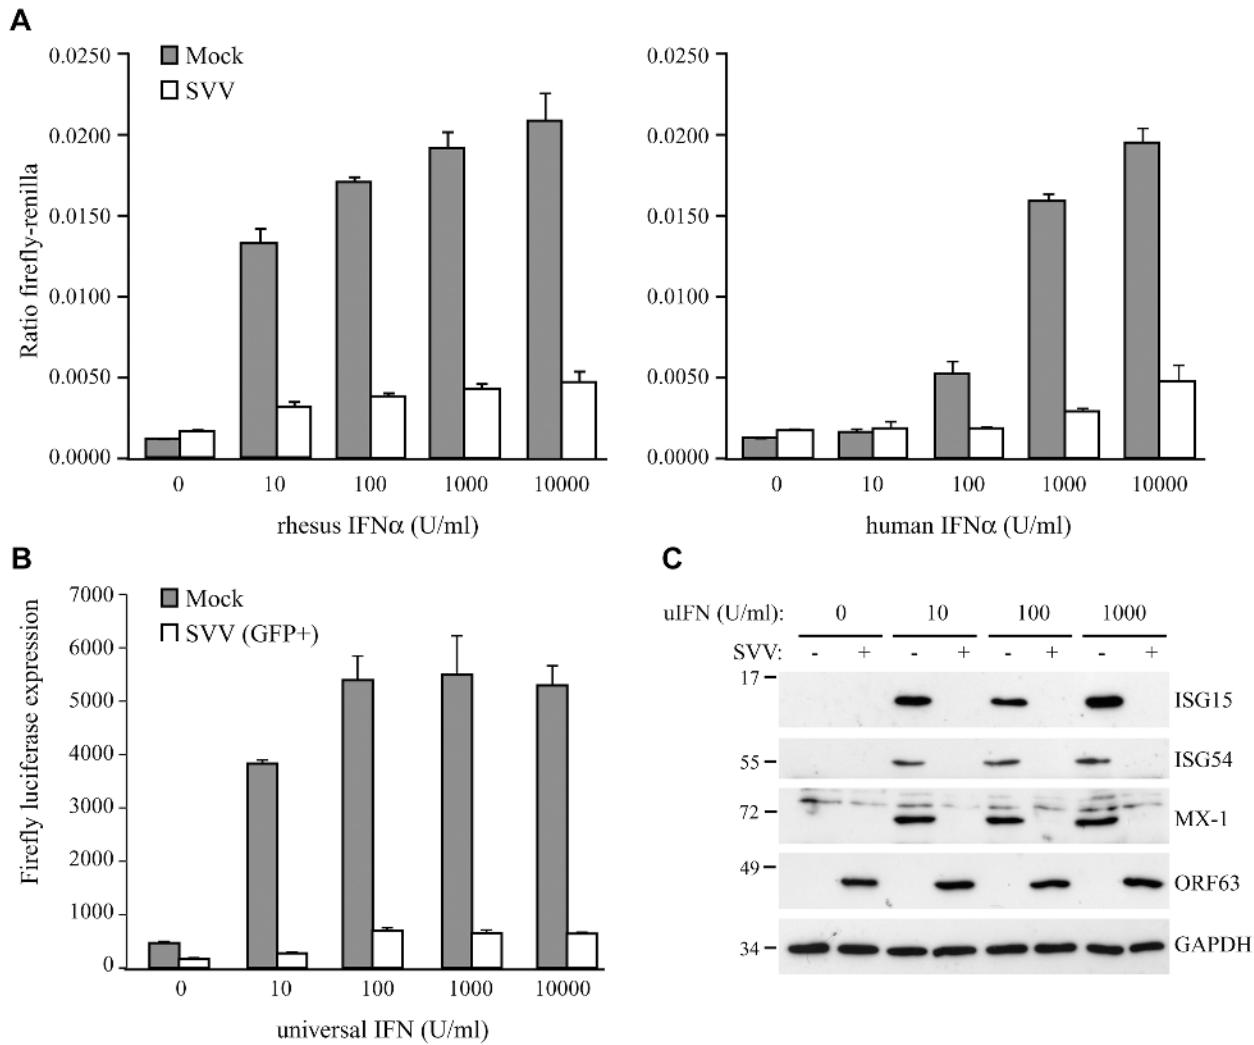 A
Mock
SVV
0.0250
0.0200
0.0150
0.0100
0.0050
0.0000
Ratio firefly-renilla
0 10 100 1000 10000
rhesus IFNα (U/ml)
0.0250
0.0200
0.0150
0.0100
0.0050
0.0000
0 10 100 1000 10000
human IFNα (U/ml)
B
Mock
SVV (GFP+)
7000
6000
5000
4000
3000
2000
1000
0
Firefly luciferase expression
0 10 100 1000 10000
universal IFN (U/ml)
C
uIFN (U/ml): 0 10 100 1000
SVV: - + - + - + - +
17 ISG15
55 ISG54
72 MX-1
49 ORF63
34 GAPDH